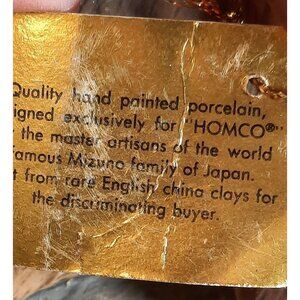 Quality hand painted porcelain,
igned exclusively for "HOMCO®"
the master artisans of the world
famous Mizuno family of Japan.
t from rare English china clays for
the discriminating buyer.